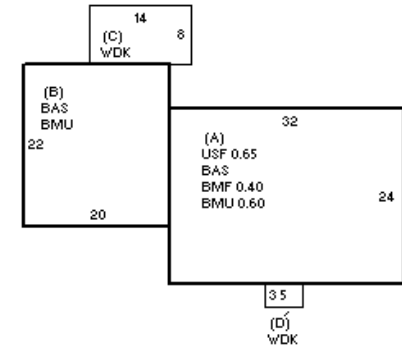 14
8
(C)
WDK
(B)
BAS
BMU
22
20
32
(A)
USF 0.65
BAS
BMF 0.40
BMU 0.60
24
3 5
(D)
WDK